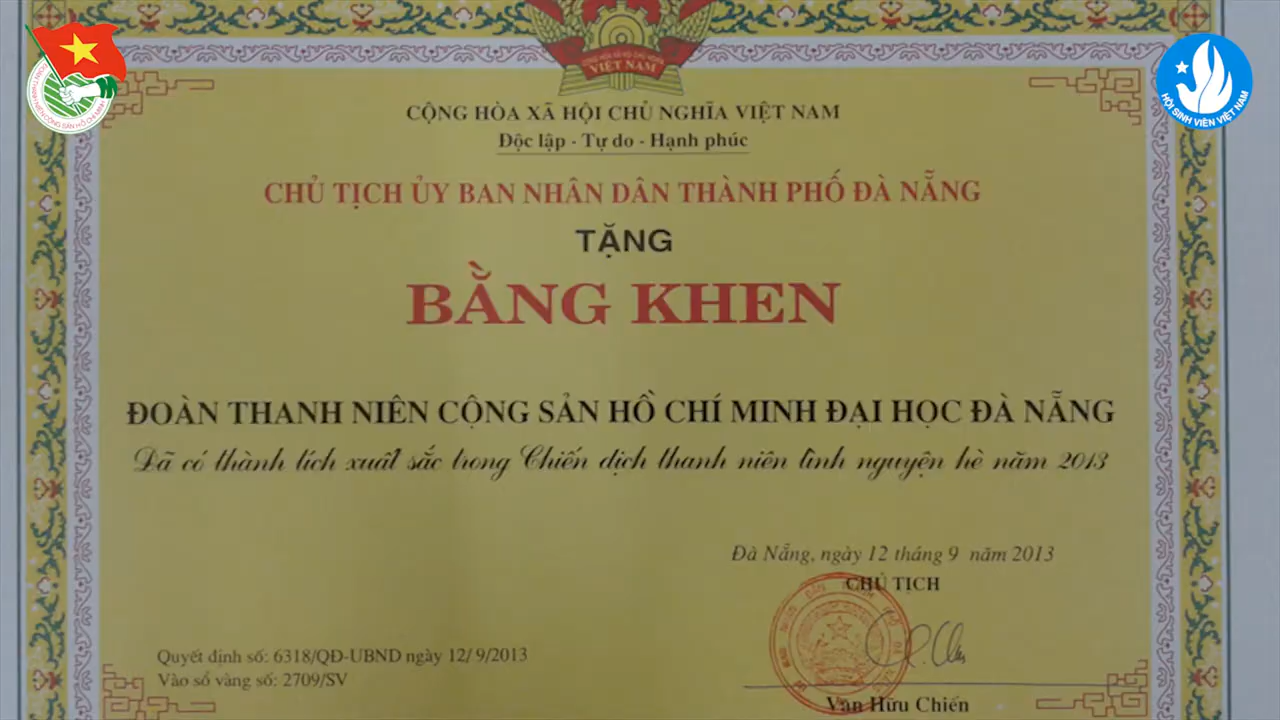 VIỆT NAM
HỘI SINH VIÊN VIỆT NAM
CỘNG HÒA XÃ HỘI CHỦ NGHĨA VIỆT NAM
Độc lập - Tự do - Hạnh phúc
CHỦ TỊCH ỦY BAN NHÂN DÂN THÀNH PHỐ ĐÀ NẴNG
TẶNG
BẰNG KHEN
ĐOÀN THANH NIÊN CỘNG SẢN HỒ CHÍ MINH ĐẠI HỌC ĐÀ NẴNG
Đã có thành tích xuất sắc trong Chiến dịch thanh niên tình nguyện hè năm 2013
Đà Nẵng, ngày 12 tháng 9 năm 2013
CHỦ TỊCH
Quyết định số: 6318/QĐ-UBND ngày 12/9/2013
Vào sổ vàng số: 2709/SV
Văn Hữu Chiến